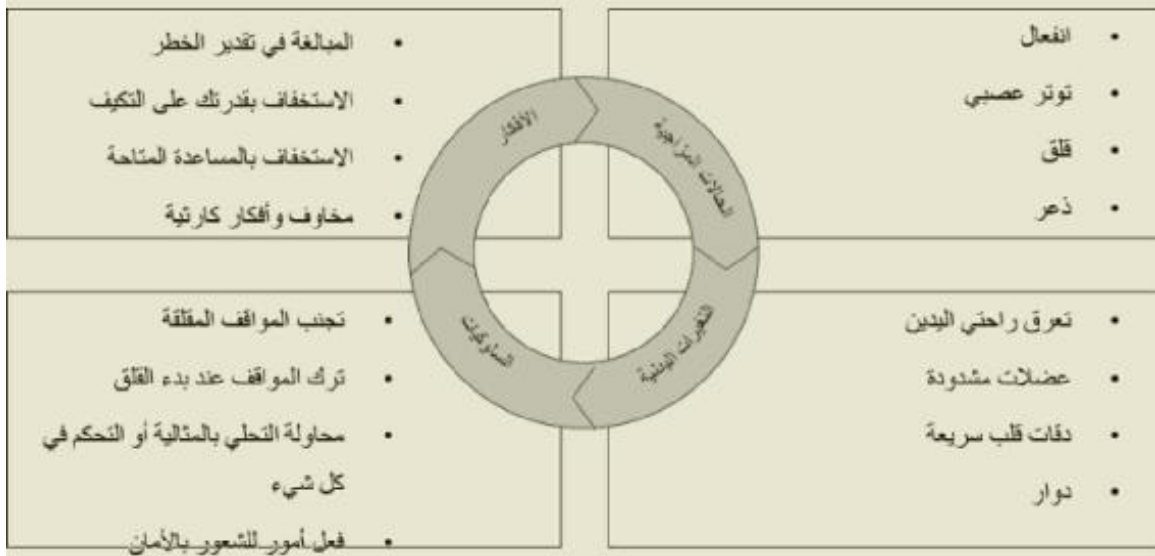 انفعال
توتر عصبي
قلق
ذعر
المبالغة في تقدير الخطر
الاستخفاف بقدرتك على التكيف
الاستخفاف بالمساعدة المتاحة
مخاوف وأفكار كارثية
الأفكار
الحالات المزاجية
التغيرات البدنية
السلوكيات
تعرق راحتي اليدين
عضلات مشدودة
دقات قلب سريعة
دوار
تجنب المواقف المقلقة
ترك المواقف عند بدء القلق
محاولة التحلي بالمثالية أو التحكم في
كل شيء
فعل أمور للشعور بالأمان